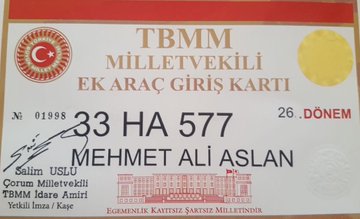 TBMM
MİLLETVEKİLİ
EK ARAÇ GİRİŞ KARTI
№ 01998
26. DÖNEM
33 HA 577
MEHMET ALİ ASLAN
Salim USLU
Çorum Milletvekili
TBMM İdare Amiri
Yetkili İmza / Kaşe
EGEMENLİK KAYITSIZ ŞARTSIZ MİLLETİNDİR